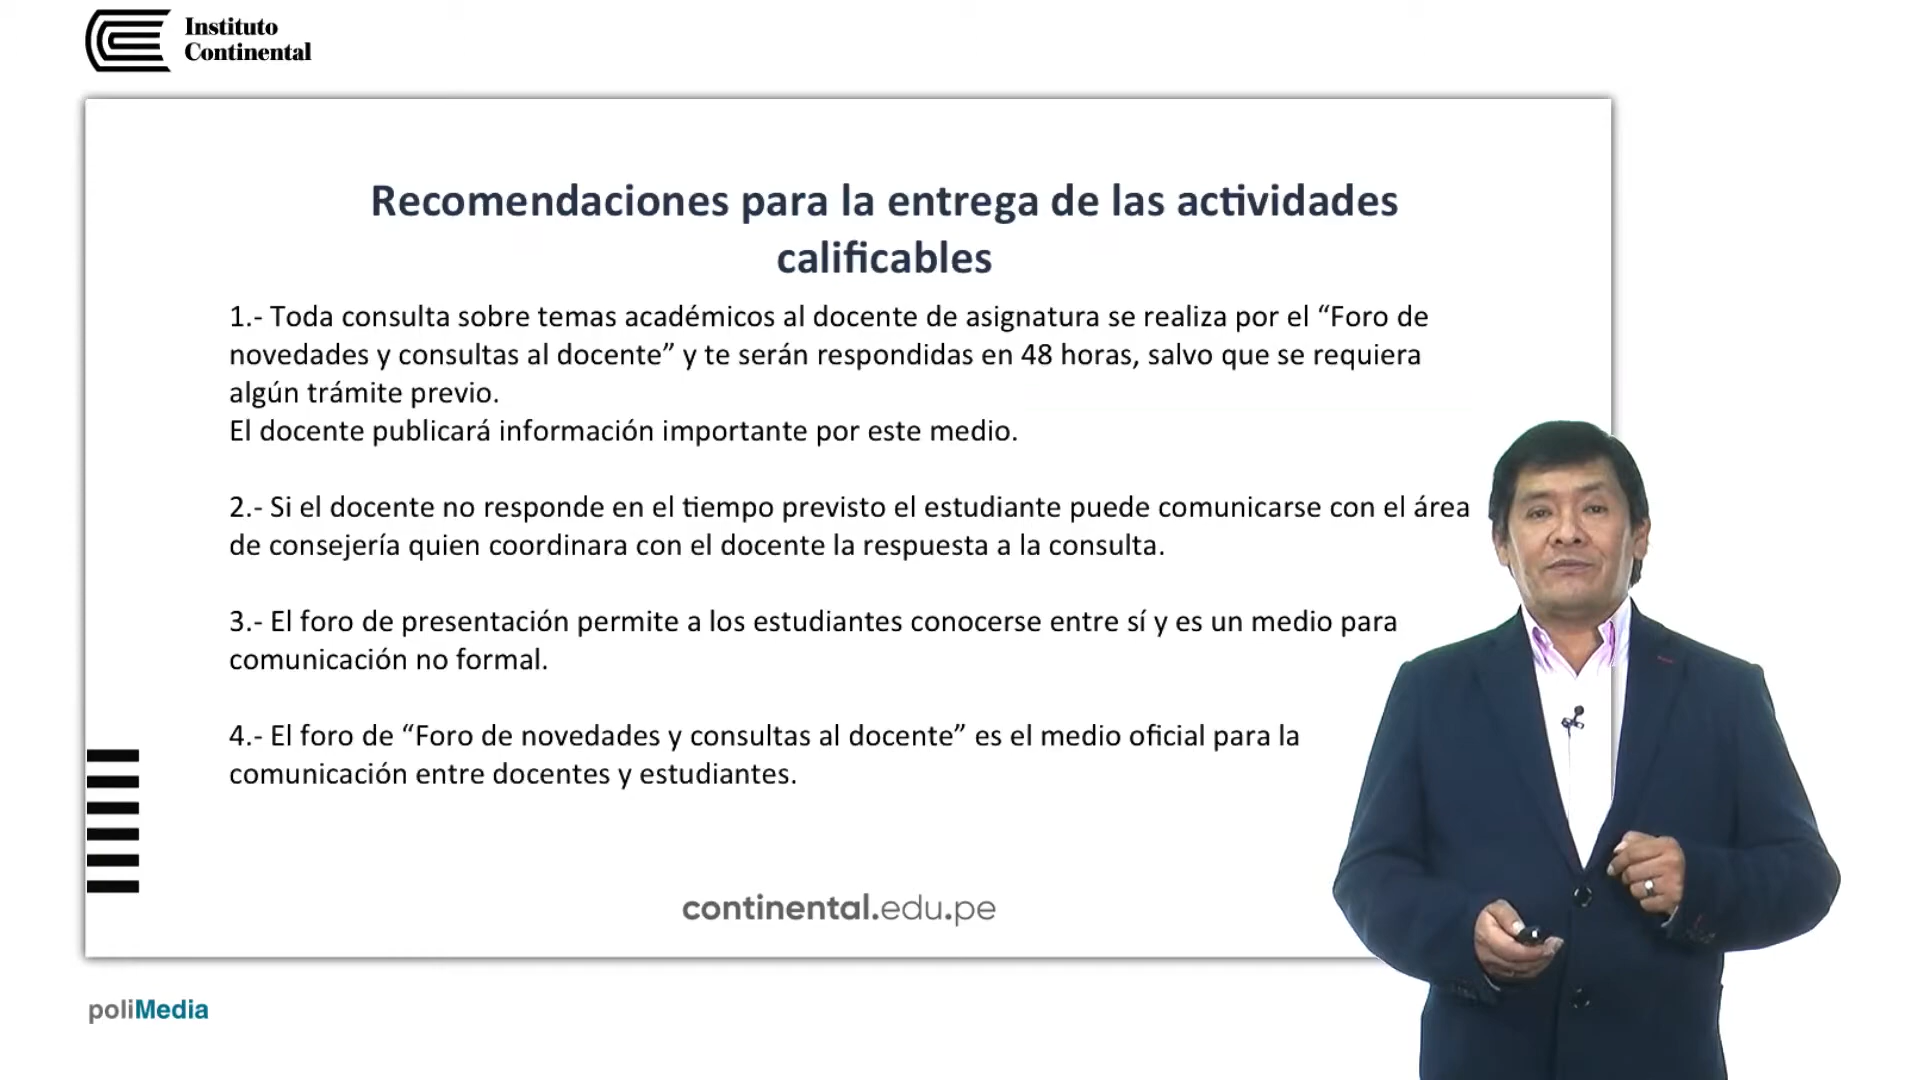 Instituto
Continental
Recomendaciones para la entrega de las actividades
calificables
1.- Toda consulta sobre temas académicos al docente de asignatura se realiza por el “Foro de
novedades y consultas al docente” y te serán respondidas en 48 horas, salvo que se requiera
algún trámite previo.
El docente publicará información importante por este medio.
2.- Si el docente no responde en el tiempo previsto el estudiante puede comunicarse con el área
de consejería quien coordinara con el docente la respuesta a la consulta.
3.- El foro de presentación permite a los estudiantes conocerse entre sí y es un medio para
comunicación no formal.
4.- El foro de “Foro de novedades y consultas al docente” es el medio oficial para la
comunicación entre docentes y estudiantes.
continental.edu.pe
poliMedia